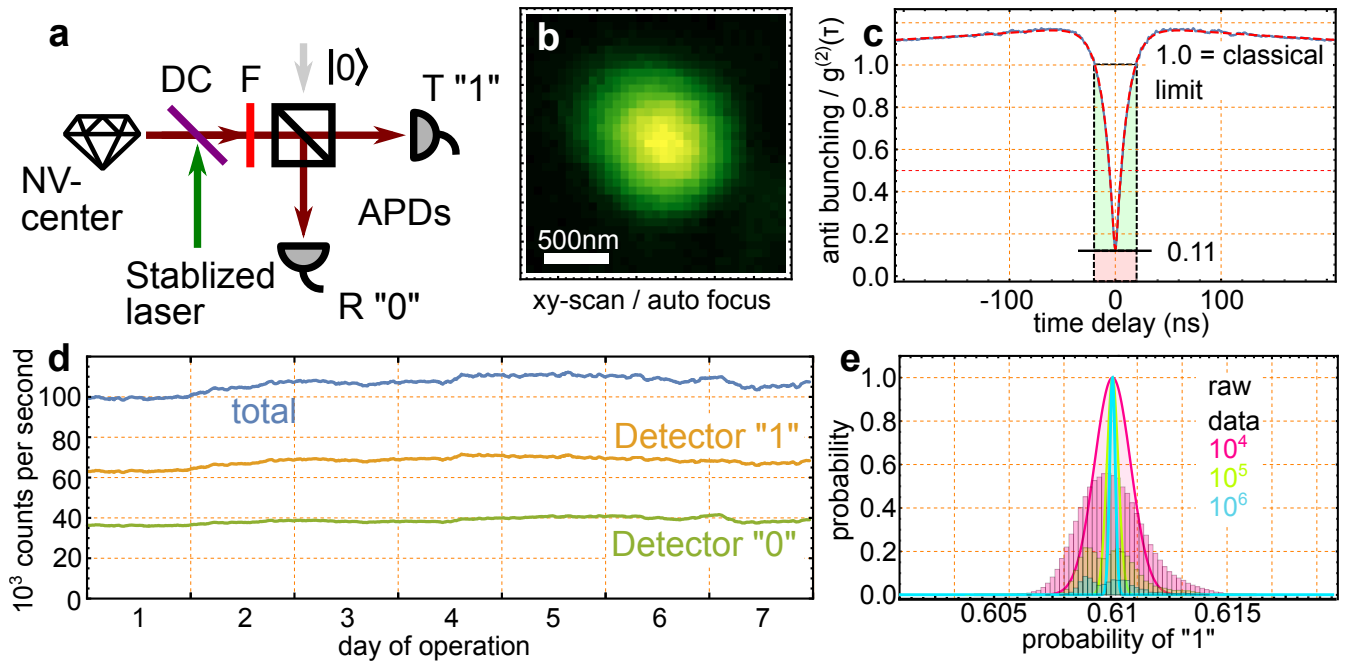 a
DC
F
|0⟩
T "1"
NV-
center
APDs
Stablized
laser
R "0"
b
500nm
xy-scan / auto focus
c
anti bunching / g⁽²⁾(τ)
1.0
0.8
0.6
0.4
0.2
0.0
1.0 = classical
limit
0.11
-100
0
100
time delay (ns)
d
10³ counts per second
100
80
60
40
20
0
total
Detector "1"
Detector "0"
1
2
3
4
5
6
7
day of operation
e
probability
1.0
0.8
0.6
0.4
0.2
0.0
raw
data
10⁴
10⁵
10⁶
0.605
0.61
0.615
probability of "1"